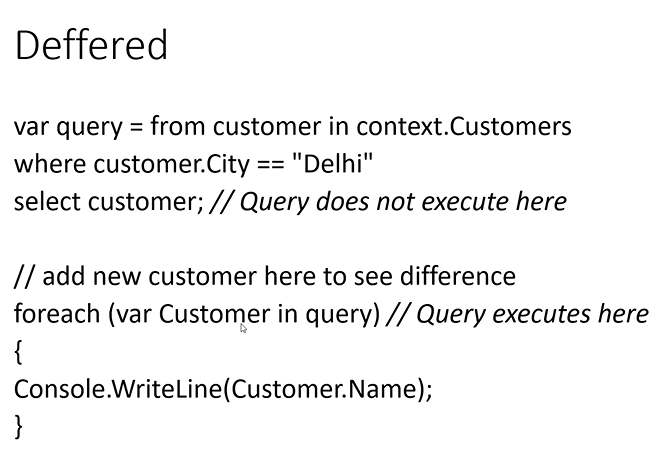 Deffered
var query = from customer in context.Customers
where customer.City == "Delhi"
select customer; // Query does not execute here
// add new customer here to see difference
foreach (var Customer in query) // Query executes here
{
Console.WriteLine(Customer.Name);
}